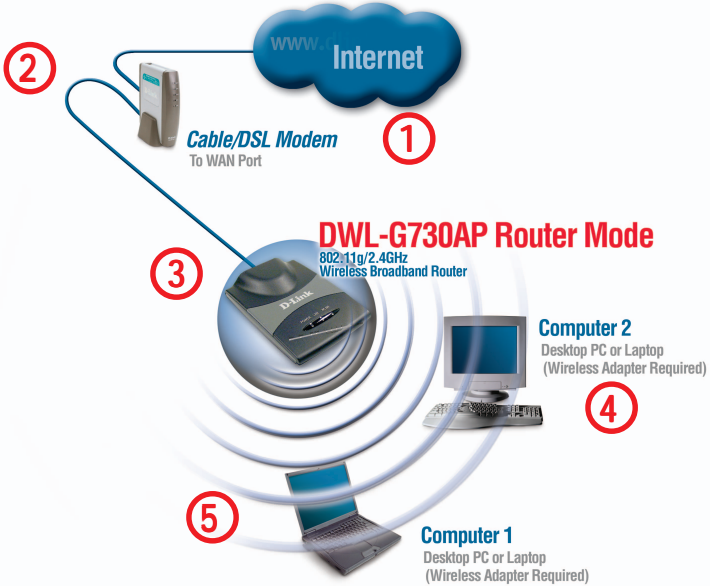 www.d
Internet
2
1
Cable/DSL Modem
To WAN Port
DWL-G730AP Router Mode
802.11g/2.4GHz
Wireless Broadband Router
3
D-Link
Computer 2
Desktop PC or Laptop
(Wireless Adapter Required)
4
5
Computer 1
Desktop PC or Laptop
(Wireless Adapter Required)